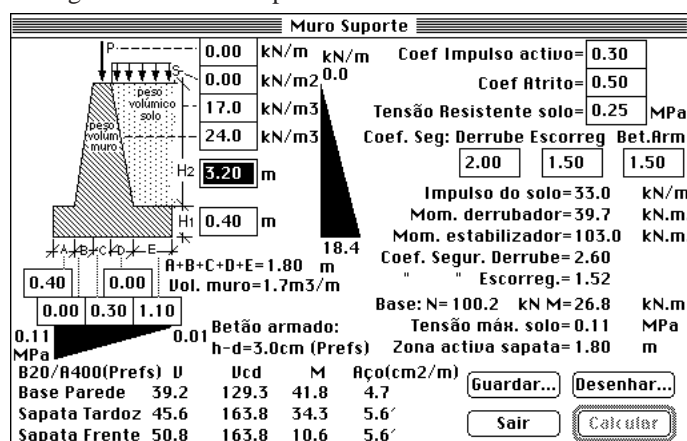 Muro Suporte
P 0.00 kN/m kN/m Coef Impulso activo= 0.30
S 0.00 kN/m2 0.0 Coef Atrito= 0.50
peso volúmico solo 17.0 kN/m3 Tensão Resistente solo= 0.25 MPa
peso volum muro 24.0 kN/m3 Coef. Seg: Derrube Escorreg Bet.Arm
2.00 1.50 1.50
H2 3.20 m
Impulso do solo= 33.0 kN/m
H1 0.40 m Mom. derrubador= 39.7 kN.m
Mom. estabilizador= 103.0 kN.m
A B C D E 18.4
A+B+C+D+E= 1.80 m Coef. Segur. Derrube= 2.60
0.40 0.00 Vol. muro=1.7m3/m " " Escorreg.= 1.52
0.00 0.30 1.10 Base: N= 100.2 kN M= 26.8 kN.m
0.11 MPa 0.01 Betão armado: Tensão máx. solo= 0.11 MPa
h-d=3.0cm (Prefs) Zona activa sapata= 1.80 m
B20/A400(Prefs) V Vcd M Aço(cm2/m)
Base Parede 39.2 129.3 41.8 4.7
Sapata Tardoz 45.6 163.8 34.3 5.6´
Sapata Frente 50.8 163.8 10.6 5.6´
Guardar... Desenhar...
Sair Calcular